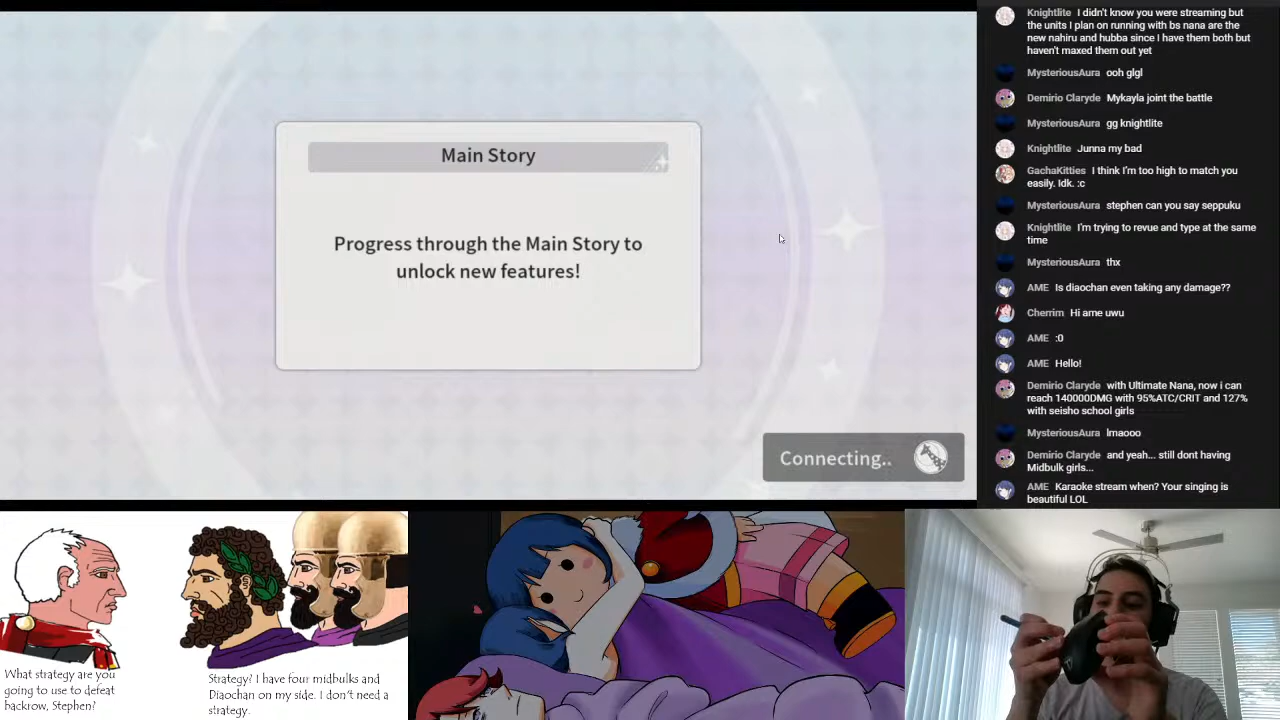 Main Story
Progress through the Main Story to
unlock new features!
Connecting..
Knightlite I didn't know you were streaming but
the units I plan on running with bs nana are the
new nahiru and hubba since I have them both but
haven't maxed them out yet
MysteriousAura ooh glgl
Demirio Claryde Mykayla joint the battle
MysteriousAura gg knightlite
Knightlite Junna my bad
GachaKitties I think I'm too high to match you
easily. Idk. :c
MysteriousAura stephen can you say seppuku
Knightlite I'm trying to revue and type at the same
time
MysteriousAura thx
AME Is diaochan even taking any damage??
Cherrim Hi ame uwu
AME :0
AME Hello!
Demirio Claryde with Ultimate Nana, now i can
reach 140000DMG with 95%ATC/CRIT and 127%
with seisho school girls
MysteriousAura lmaooo
Demirio Claryde and yeah... still dont having
Midbulk girls...
AME Karaoke stream when? Your singing is
beautiful LOL
What strategy are you
going to use to defeat
hackrow, Stephen?
Strategy? I have four midbulks and
Diaochan on my side. I don't need a
strategy.